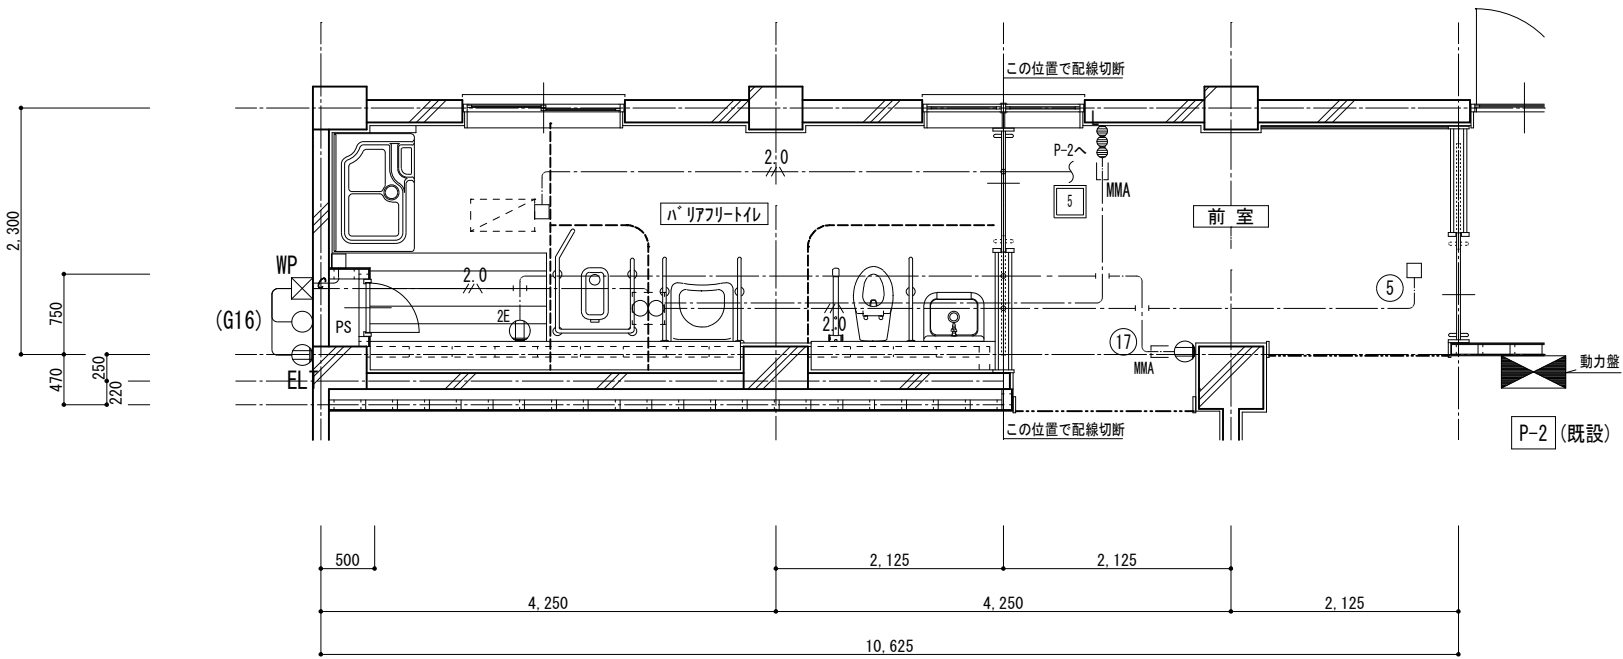 この位置で配線切断
2.0
P-2へ
MMA
5
バリアフリートイレ
前 室
2,300
WP
2.0
750
(G16)
PS
2E
2.0
5
17
MMA
EL
250
470
220
動力盤
この位置で配線切断
P-2 (既設)
500
2,125
2,125
4,250
4,250
2,125
10,625